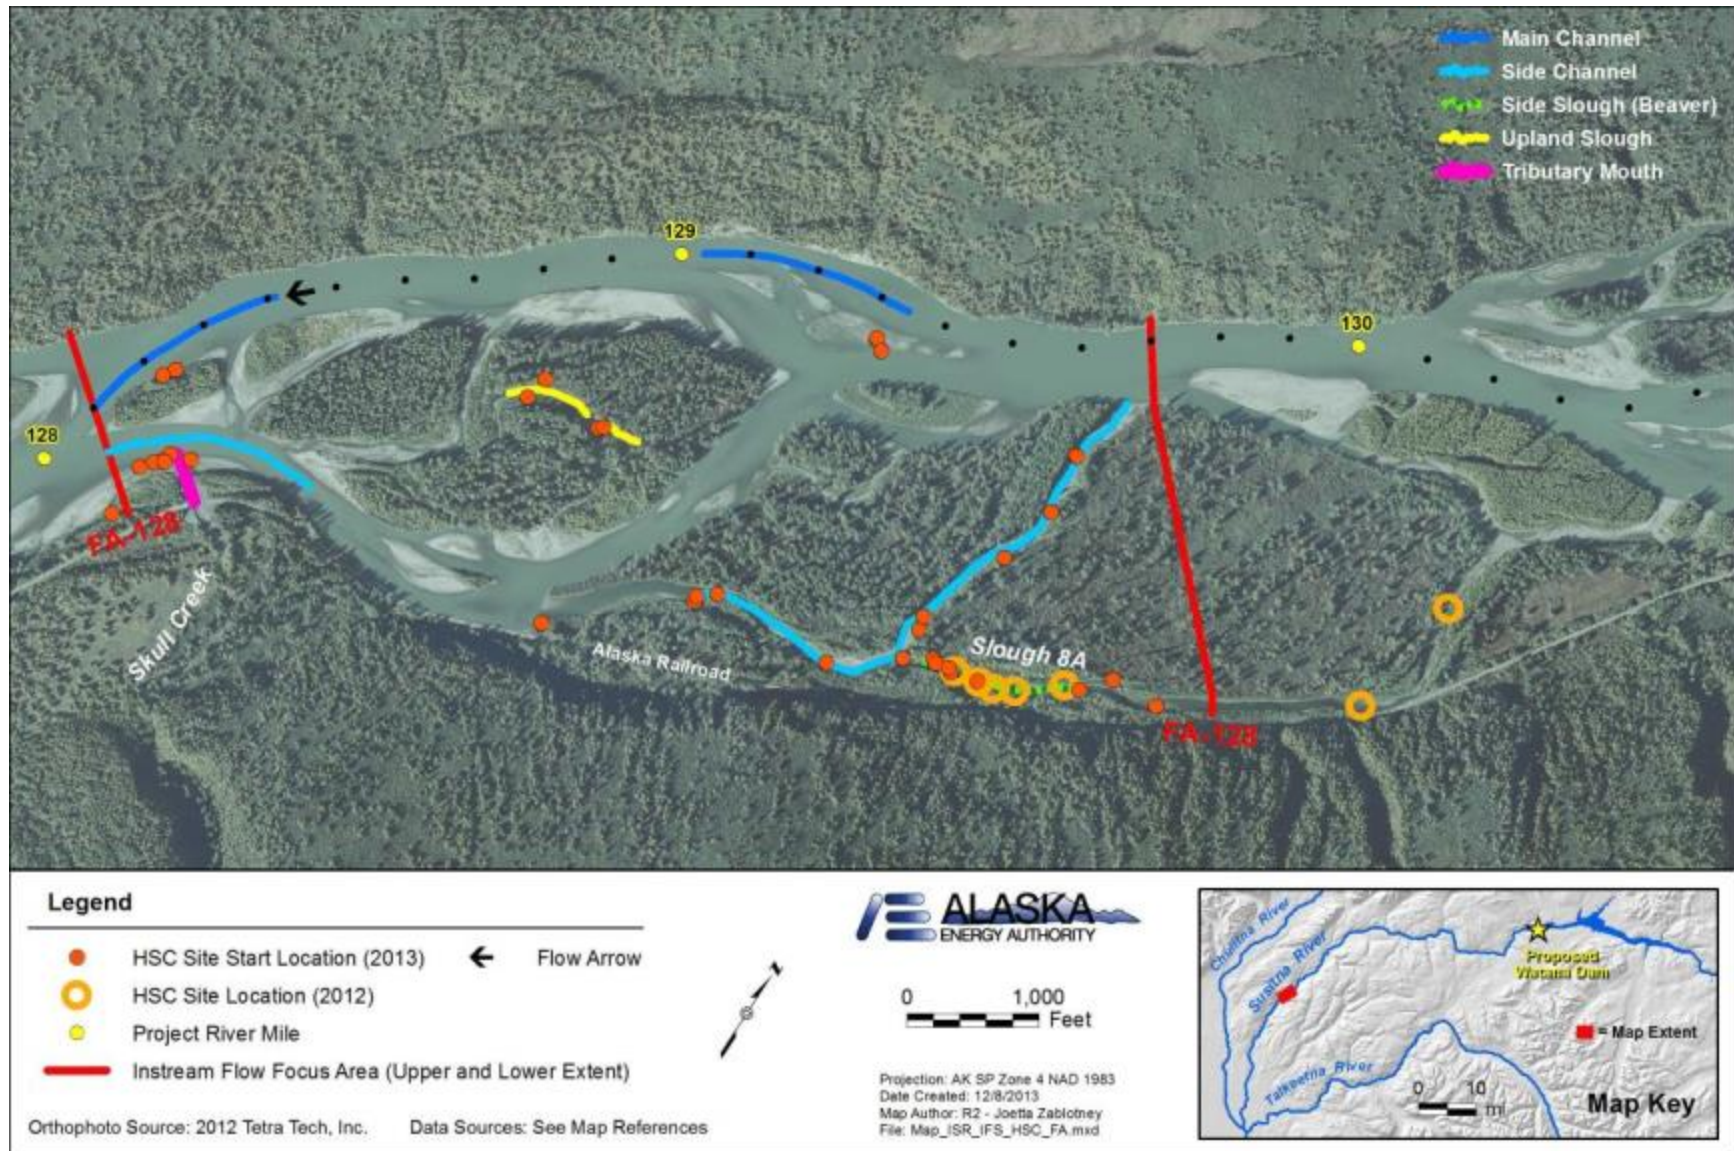 Main Channel
Side Channel
Side Slough (Beaver)
Upland Slough
Tributary Mouth
129
130
128
FA-128
Skull Creek
Alaska Railroad
Slough 8A
FA-128
Legend
HSC Site Start Location (2013)
Flow Arrow
HSC Site Location (2012)
Project River Mile
Instream Flow Focus Area (Upper and Lower Extent)
Orthophoto Source: 2012 Tetra Tech, Inc.
Data Sources: See Map References
N
ALASKA
ENERGY AUTHORITY
0 1,000
Feet
Projection: AK SP Zone 4 NAD 1983
Date Created: 12/8/2013
Map Author: R2 - Joetta Zablotney
File: Map_ISR_IFS_HSC_FA.mxd
Chulitna River
Susitna River
Proposed
Watana Dam
= Map Extent
Talkeetna River
0 10
mi
Map Key